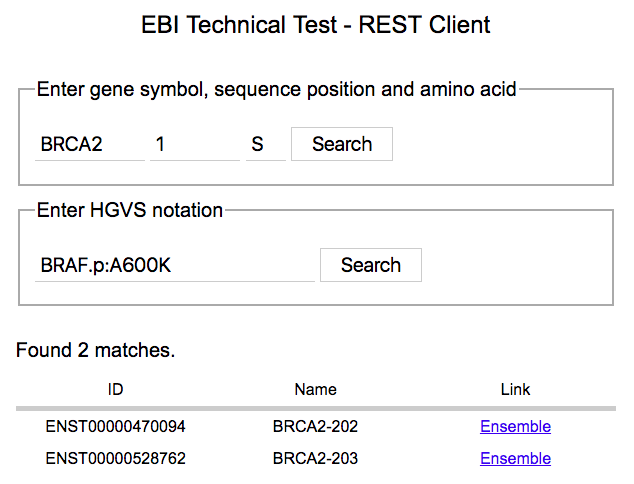 EBI Technical Test - REST Client
Enter gene symbol, sequence position and amino acid
BRCA2 1 S Search
Enter HGVS notation
BRAF.p:A600K Search
Found 2 matches.
ID Name Link
ENST00000470094 BRCA2-202 Ensemble
ENST00000528762 BRCA2-203 Ensemble